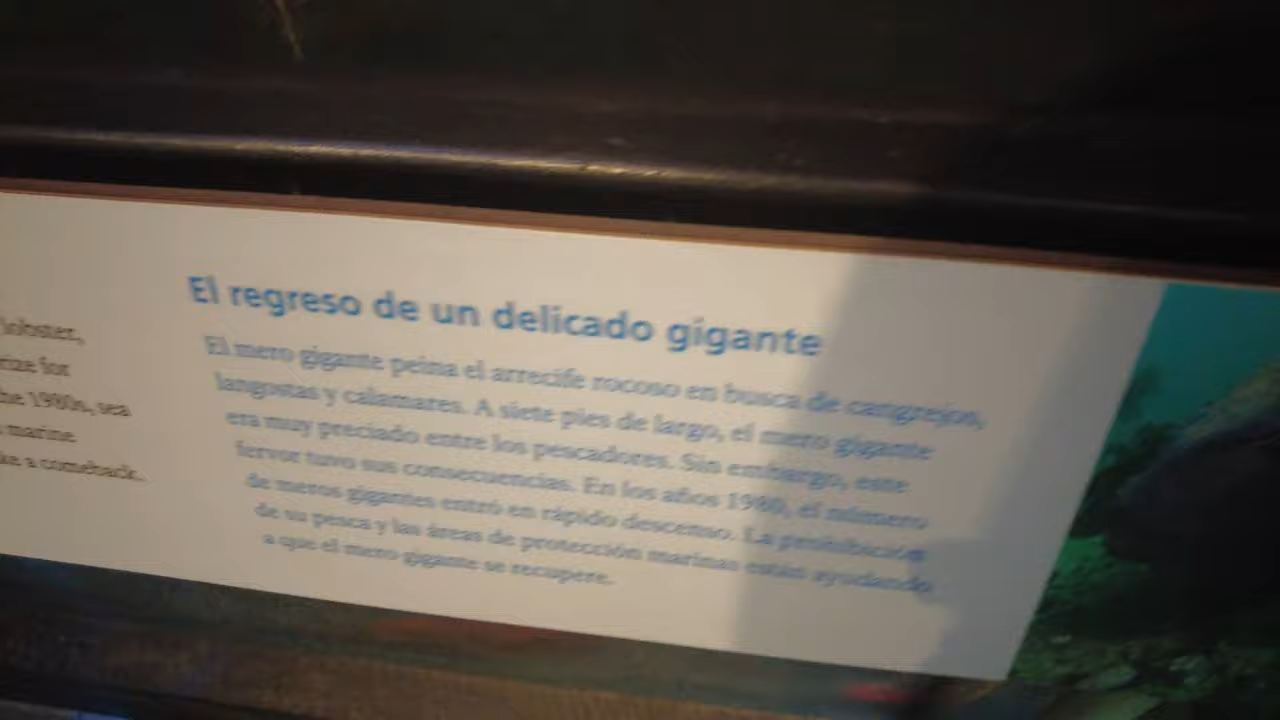 lobster,
for
the 1980s, sea
marine
a comeback.
El regreso de un delicado gigante
El mero gigante peina el arrecife rocoso en busca de cangrejos,
langostas y calamares. A siete pies de largo, el mero gigante
era muy preciado entre los pescadores. Sin embargo, este
fervor tuvo sus consecuencias. En los años 1980, el número
de meros gigantes entró en rápido descenso. La prohibición
de su pesca y las áreas de protección marinas están ayudando
a que el mero gigante se recupere.